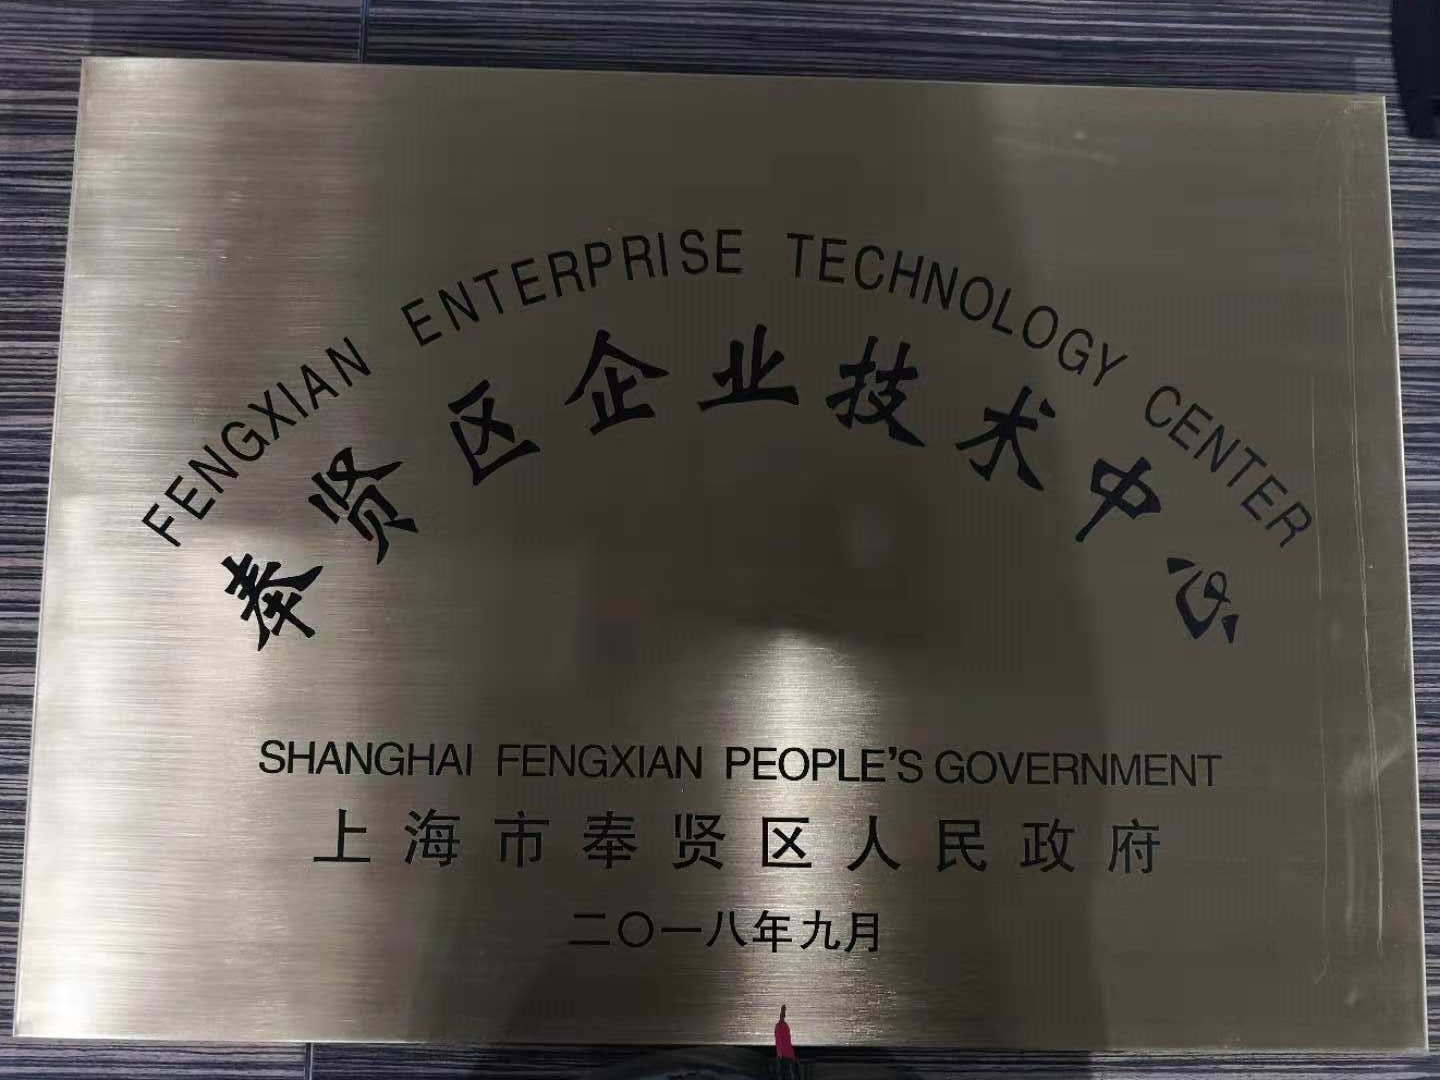 FENGXIAN ENTERPRISE TECHNOLOGY CENTER
奉贤区企业技术中心
SHANGHAI FENGXIAN PEOPLE'S GOVERNMENT
上海市奉贤区人民政府
二〇一八年九月